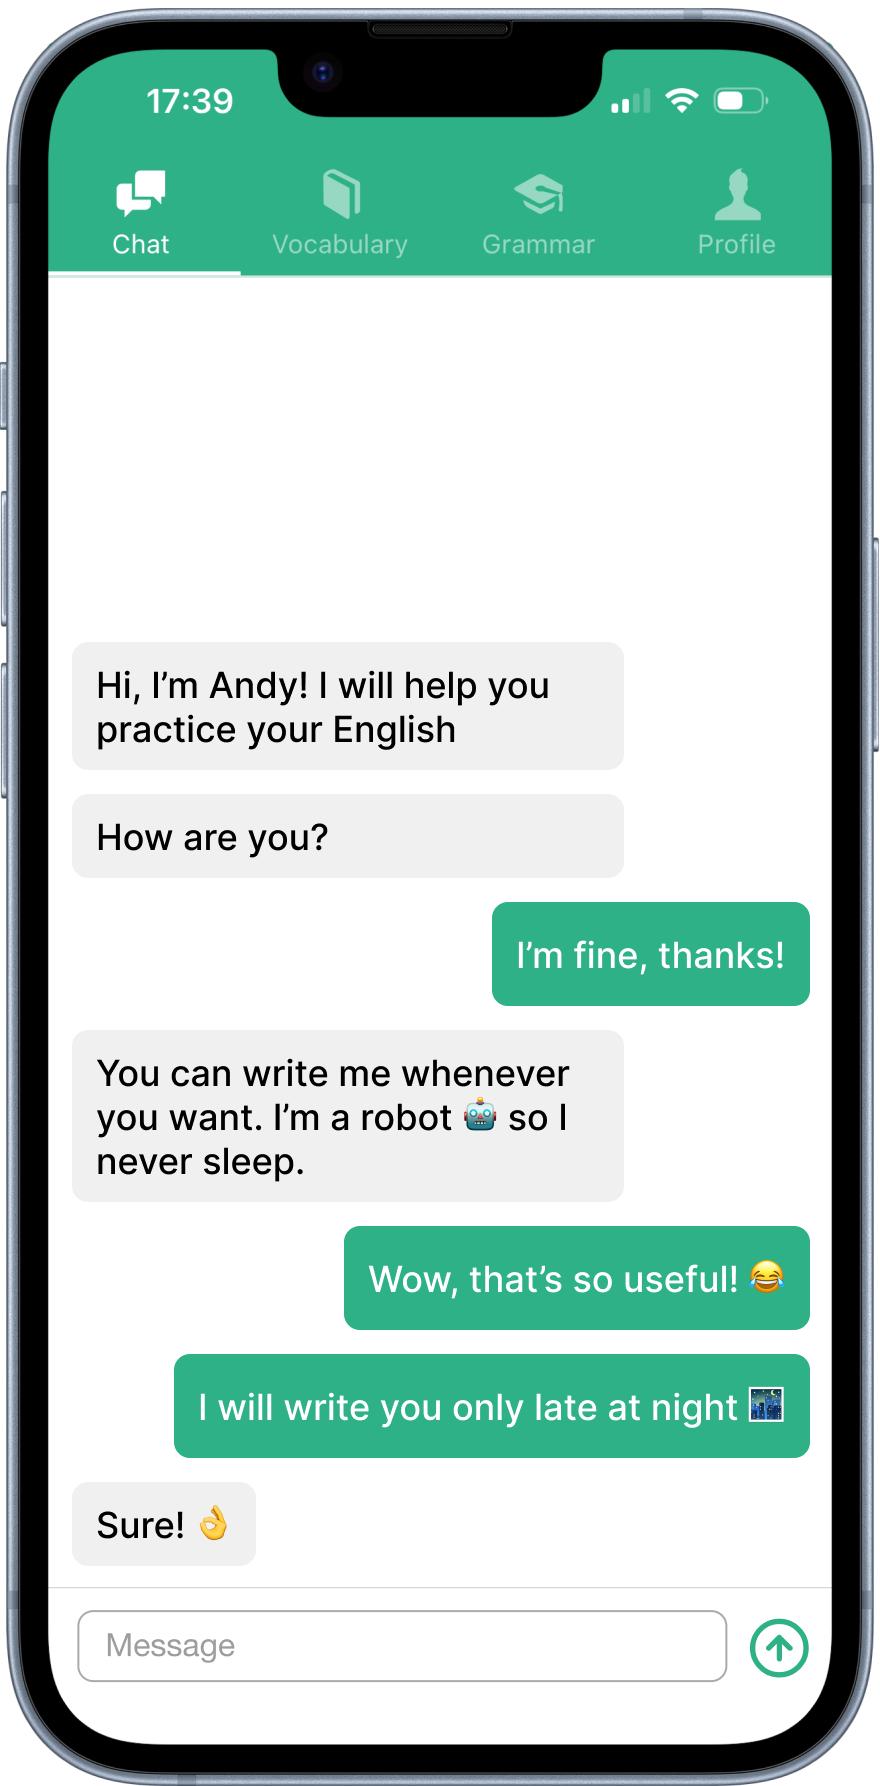 17:39
Chat
Vocabulary
Grammar
Profile
Hi, I’m Andy! I will help you
practice your English
How are you?
I’m fine, thanks!
You can write me whenever
you want. I’m a robot 🤖 so I
never sleep.
Wow, that’s so useful! 😂
I will write you only late at night 🌃
Sure! 👌
Message